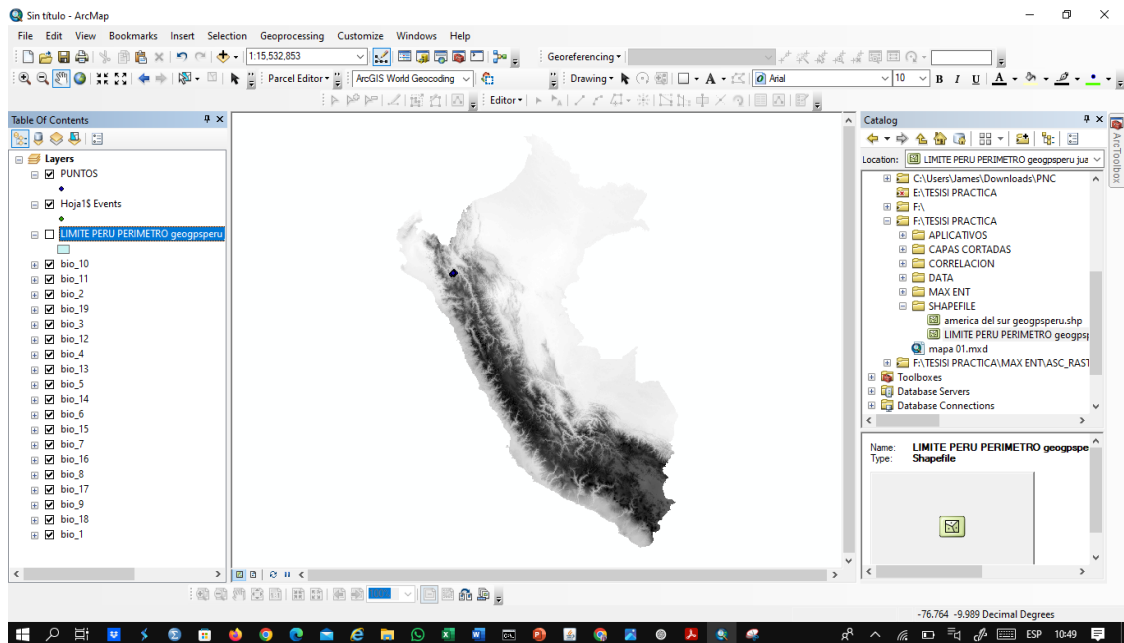 Sin título - ArcMap
File Edit View Bookmarks Insert Selection Geoprocessing Customize Windows Help
1:15,532,853
Georeferencing
Parcel Editor
ArcGIS World Geocoding
Drawing
A
Arial
10
B I U A
Editor
Table Of Contents
Layers
PUNTOS
Hoja1$ Events
LIMITE PERU PERIMETRO geogpsperu
bio_10
bio_11
bio_2
bio_19
bio_3
bio_12
bio_4
bio_13
bio_5
bio_14
bio_6
bio_15
bio_7
bio_16
bio_8
bio_17
bio_9
bio_18
bio_1
Catalog
Location: LIMITE PERU PERIMETRO geogpsperu jua
C:\Users\James\Downloads\PNC
E:\TESISI PRACTICA
F:\
F:\TESISI PRACTICA
APLICATIVOS
CAPAS CORTADAS
CORRELACION
DATA
MAX ENT
SHAPEFILE
america del sur geogpsperu.shp
LIMITE PERU PERIMETRO geogps
mapa 01.mxd
F:\TESISI PRACTICA\MAX ENT\ASC_RAST
Toolboxes
Database Servers
Database Connections
Name: LIMITE PERU PERIMETRO geogpspe
Type: Shapefile
ArcToolbox
-76.764 -9.989 Decimal Degrees
ESP 10:49